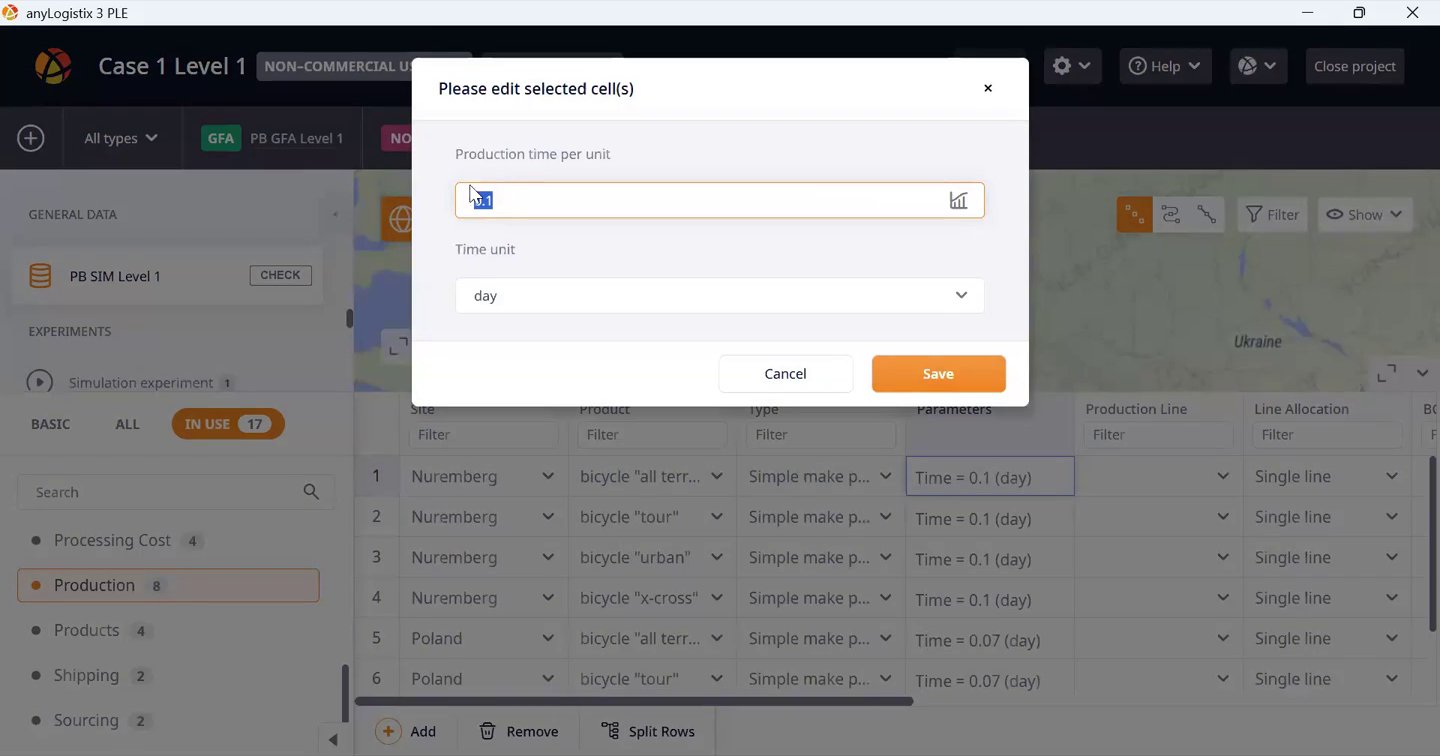 anyLogistix 3 PLE
Case 1 Level 1
NON-COMMERCIAL
Help
Close project
All types
GFA PB GFA Level 1
NO
Please edit selected cell(s)
Production time per unit
0.1
Time unit
day
Cancel
Save
GENERAL DATA
PB SIM Level 1
CHECK
EXPERIMENTS
Simulation experiment 1
Filter
Show
Ukraine
BASIC
ALL
IN USE 17
Search
Processing Cost 4
Production 8
Products 4
Shipping 2
Sourcing 2
Site Product Type Parameters Production Line Line Allocation
Filter Filter Filter Filter Filter
1 Nuremberg bicycle "all terr... Simple make p... Time = 0.1 (day) Single line
2 Nuremberg bicycle "tour" Simple make p... Time = 0.1 (day) Single line
3 Nuremberg bicycle "urban" Simple make p... Time = 0.1 (day) Single line
4 Nuremberg bicycle "x-cross" Simple make p... Time = 0.1 (day) Single line
5 Poland bicycle "all terr... Simple make p... Time = 0.07 (day) Single line
6 Poland bicycle "tour" Simple make p... Time = 0.07 (day) Single line
Add
Remove
Split Rows